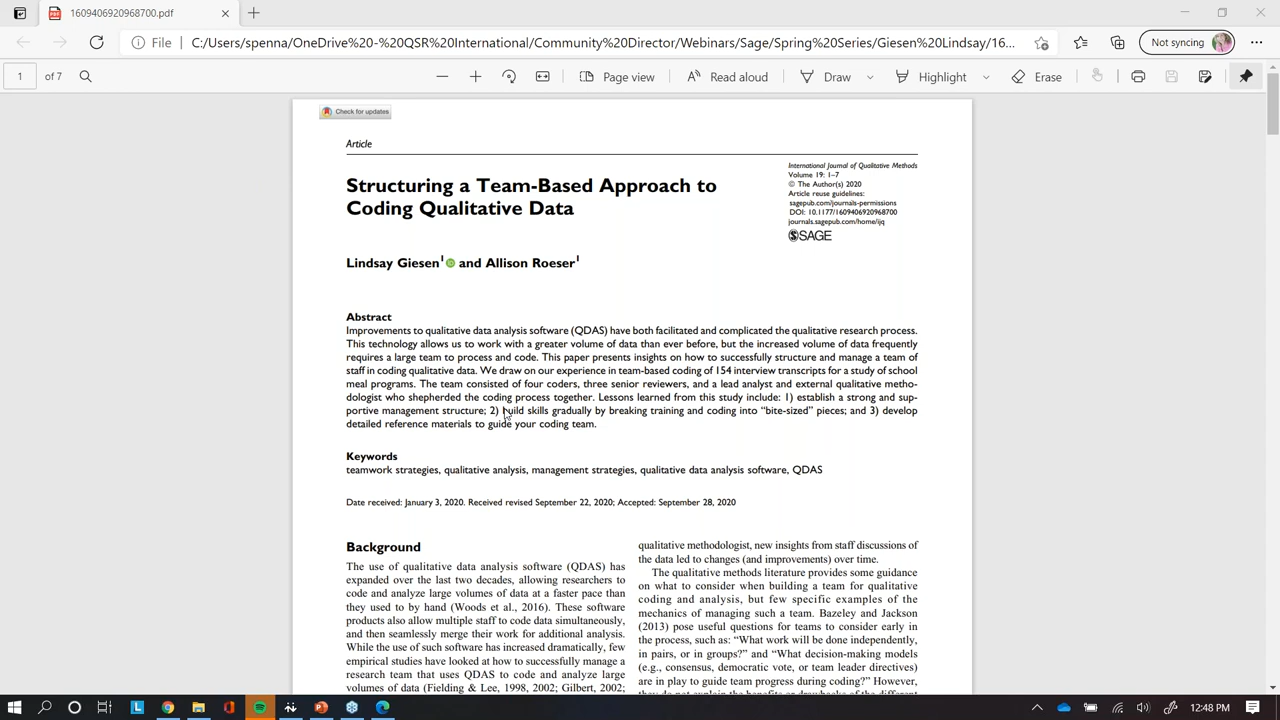 1609406920968700.pdf
File
C:/Users/spenna/OneDrive%20-%20QSR%20International/Community%20Director/Webinars/Sage/Spring%20Series/Giesen%20Lindsay/16...
Not syncing
1 of 7
Page view
Read aloud
Draw
Highlight
Erase
Check for updates
Article
International Journal of Qualitative Methods
Volume 19: 1–7
© The Author(s) 2020
Article reuse guidelines:
sagepub.com/journals-permissions
DOI: 10.1177/1609406920968700
journals.sagepub.com/home/ijq
SAGE
Structuring a Team-Based Approach to
Coding Qualitative Data
Lindsay Giesen1 and Allison Roeser1
Abstract
Improvements to qualitative data analysis software (QDAS) have both facilitated and complicated the qualitative research process.
This technology allows us to work with a greater volume of data than ever before, but the increased volume of data frequently
requires a large team to process and code. This paper presents insights on how to successfully structure and manage a team of
staff in coding qualitative data. We draw on our experience in team-based coding of 154 interview transcripts for a study of school
meal programs. The team consisted of four coders, three senior reviewers, and a lead analyst and external qualitative metho-
dologist who shepherded the coding process together. Lessons learned from this study include: 1) establish a strong and sup-
portive management structure; 2) build skills gradually by breaking training and coding into “bite-sized” pieces; and 3) develop
detailed reference materials to guide your coding team.
Keywords
teamwork strategies, qualitative analysis, management strategies, qualitative data analysis software, QDAS
Date received: January 3, 2020. Received revised September 22, 2020; Accepted: September 28, 2020
Background
The use of qualitative data analysis software (QDAS) has
expanded over the last two decades, allowing researchers to
code and analyze large volumes of data at a faster pace than
they used to by hand (Woods et al., 2016). These software
products also allow multiple staff to code data simultaneously,
and then seamlessly merge their work for additional analysis.
While the use of such software has increased dramatically, few
empirical studies have looked at how to successfully manage a
research team that uses QDAS to code and analyze large
volumes of data (Fielding & Lee, 1998, 2002; Gilbert, 2002;
qualitative methodologist, new insights from staff discussions of
the data led to changes (and improvements) over time.
The qualitative methods literature provides some guidance
on what to consider when building a team for qualitative
coding and analysis, but few specific examples of the
mechanics of managing such a team. Bazeley and Jackson
(2013) pose useful questions for teams to consider early in
the process, such as: “What work will be done independently,
in pairs, or in groups?” and “What decision-making models
(e.g., consensus, democratic vote, or team leader directives)
are in play to guide team progress during coding?” However,
they do not explain the benefits or drawbacks of the different
12:48 PM